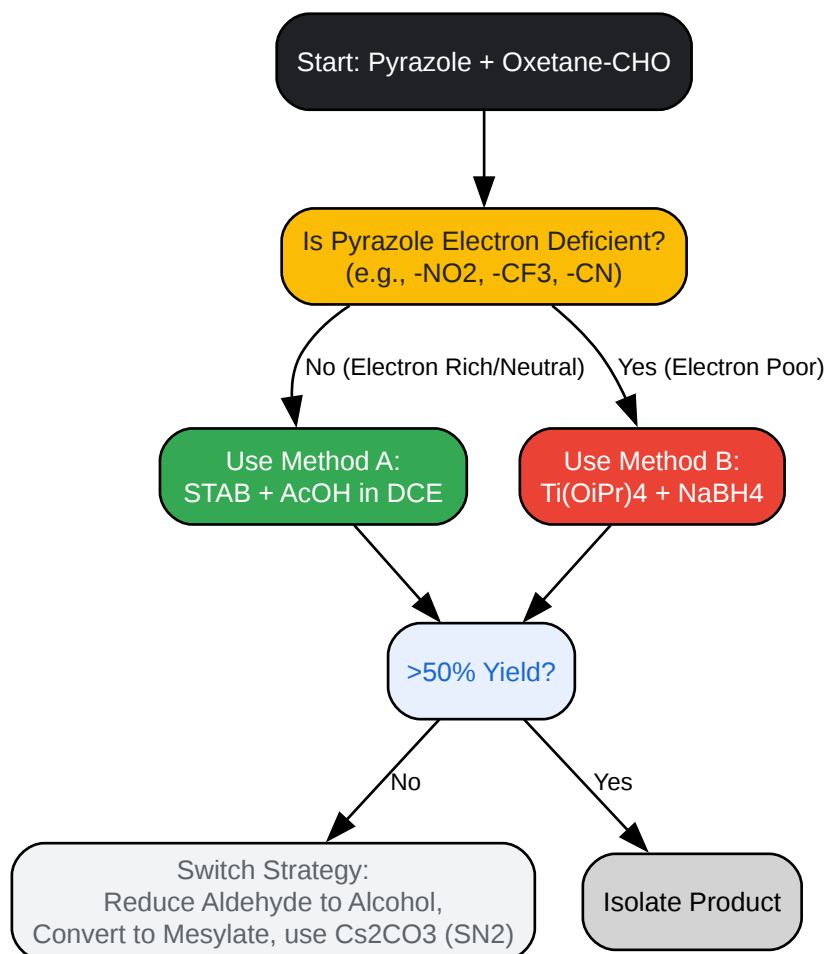 Start: Pyrazole + Oxetane-CHO
Is Pyrazole Electron Deficient?
(e.g., -NO2, -CF3, -CN)
No (Electron Rich/Neutral)
Yes (Electron Poor)
Use Method A:
STAB + AcOH in DCE
Use Method B:
Ti(OiPr)4 + NaBH4
>50% Yield?
No
Yes
Switch Strategy:
Reduce Aldehyde to Alcohol,
Convert to Mesylate, use Cs2CO3 (SN2)
Isolate Product